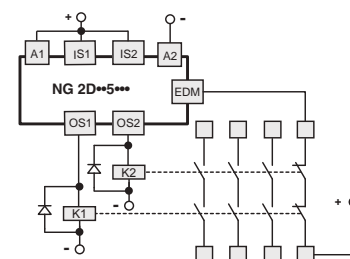 +
-
A1 IS1 IS2 A2
NG 2D••5•••
EDM
OS1 OS2
K2
-
K1
+
-